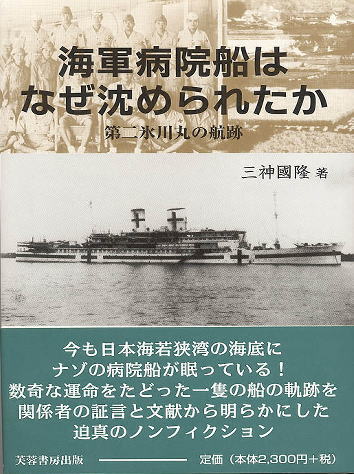 海軍病院船は
なぜ沈められたか
第二氷川丸の航跡
三神國隆 著
今も日本海若狭湾の海底に
ナゾの病院船が眠っている！
数奇な運命をたどった一隻の船の軌跡を
関係者の証言と文献から明らかにした
迫真のノンフィクション
芙蓉書房出版
定価（本体2,300円+税）